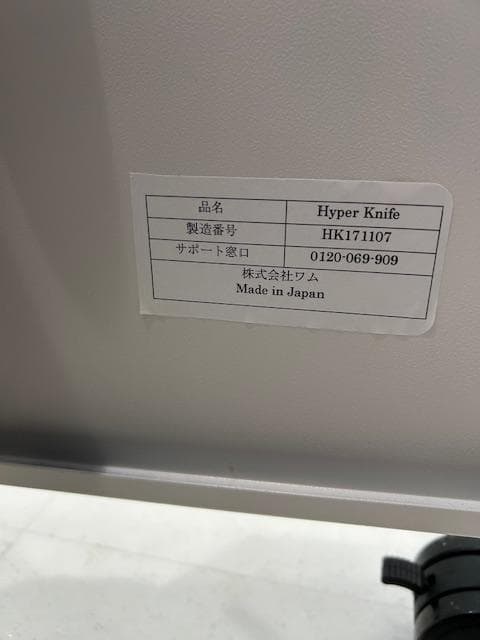 品名 Hyper Knife
製造番号 HK171107
サポート窓口 0120-069-909
株式会社ワム
Made in Japan